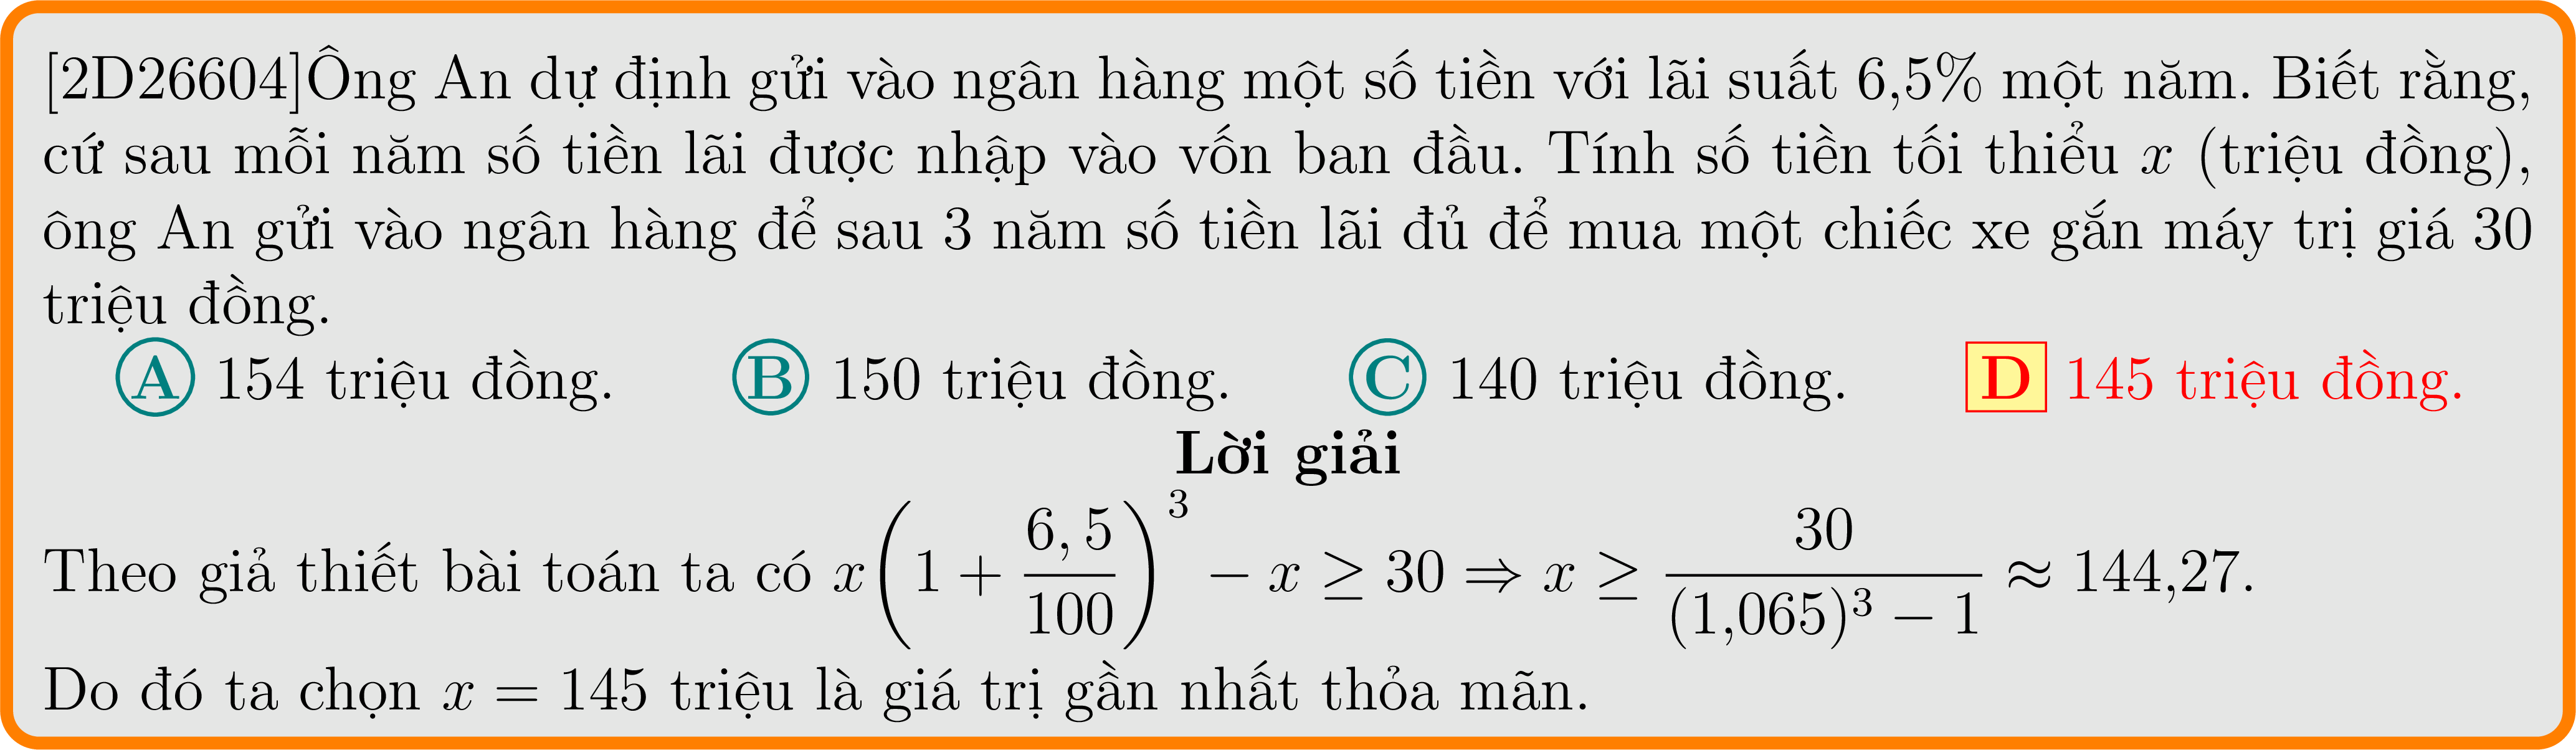 [2D26604]Ông An dự định gửi vào ngân hàng một số tiền với lãi suất 6,5% một năm. Biết rằng,
cứ sau mỗi năm số tiền lãi được nhập vào vốn ban đầu. Tính số tiền tối thiểu x (triệu đồng),
ông An gửi vào ngân hàng để sau 3 năm số tiền lãi đủ để mua một chiếc xe gắn máy trị giá 30
triệu đồng.
A 154 triệu đồng. B 150 triệu đồng. C 140 triệu đồng. D 145 triệu đồng.
Lời giải
Theo giả thiết bài toán ta có $x\left(1+\frac{6,5}{100}\right)^3 - x \geq 30 \Rightarrow x \geq \frac{30}{(1,065)^3-1} \approx 144,27.$
Do đó ta chọn x = 145 triệu là giá trị gần nhất thỏa mãn.